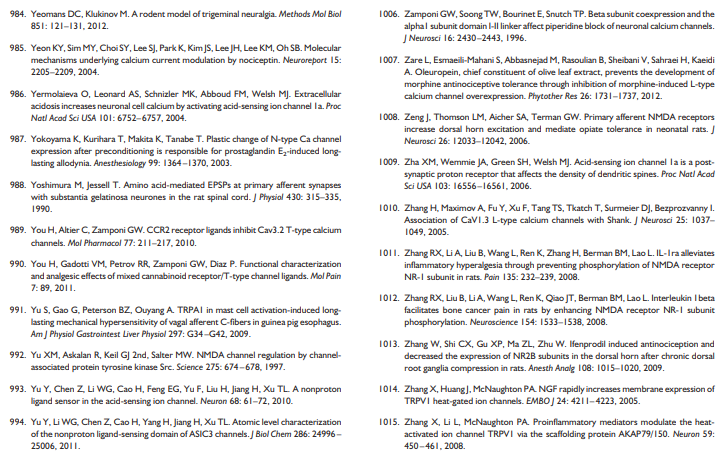 984. Yeomans DC, Klukinov M. A rodent model of trigeminal neuralgia. Methods Mol Biol
851: 121–131, 2012.
985. Yeon KY, Sim MY, Choi SY, Lee SJ, Park K, Kim JS, Lee JH, Lee KM, Oh SB. Molecular
mechanisms underlying calcium current modulation by nociceptin. Neuroreport 15:
2205–2209, 2004.
986. Yermolaieva O, Leonard AS, Schnizler MK, Abboud FM, Welsh MJ. Extracellular
acidosis increases neuronal cell calcium by activating acid-sensing ion channel 1a. Proc
Natl Acad Sci USA 101: 6752–6757, 2004.
987. Yokoyama K, Kurihara T, Makita K, Tanabe T. Plastic change of N-type Ca channel
expression after preconditioning is responsible for prostaglandin E2-induced long-
lasting allodynia. Anesthesiology 99: 1364–1370, 2003.
988. Yoshimura M, Jessell T. Amino acid-mediated EPSPs at primary afferent synapses
with substantia gelatinosa neurones in the rat spinal cord. J Physiol 430: 315–335,
1990.
989. You H, Altier C, Zamponi GW. CCR2 receptor ligands inhibit Cav3.2 T-type calcium
channels. Mol Pharmacol 77: 211–217, 2010.
990. You H, Gadotti VM, Petrov RR, Zamponi GW, Diaz P. Functional characterization
and analgesic effects of mixed cannabinoid receptor/T-type channel ligands. Mol Pain
7: 89, 2011.
991. Yu S, Gao G, Peterson BZ, Ouyang A. TRPA1 in mast cell activation-induced long-
lasting mechanical hypersensitivity of vagal afferent C-fibers in guinea pig esophagus.
Am J Physiol Gastrointest Liver Physiol 297: G34–G42, 2009.
992. Yu XM, Askalan R, Keil GJ 2nd, Salter MW. NMDA channel regulation by channel-
associated protein tyrosine kinase Src. Science 275: 674–678, 1997.
993. Yu Y, Chen Z, Li WG, Cao H, Feng EG, Yu F, Liu H, Jiang H, Xu TL. A nonproton
ligand sensor in the acid-sensing ion channel. Neuron 68: 61–72, 2010.
994. Yu Y, Li WG, Chen Z, Cao H, Yang H, Jiang H, Xu TL. Atomic level characterization
of the nonproton ligand-sensing domain of ASIC3 channels. J Biol Chem 286: 24996–
25006, 2011.
1006. Zamponi GW, Soong TW, Bourinet E, Snutch TP. Beta subunit coexpression and the
alpha1 subunit domain I-II linker affect piperidine block of neuronal calcium channels.
J Neurosci 16: 2430–2443, 1996.
1007. Zare L, Esmaeili-Mahani S, Abbasnejad M, Rasoulian B, Sheibani V, Sahraei H, Kaeidi
A. Oleuropein, chief constituent of olive leaf extract, prevents the development of
morphine antinociceptive tolerance through inhibition of morphine-induced L-type
calcium channel overexpression. Phytother Res 26: 1731–1737, 2012.
1008. Zeng J, Thomson LM, Aicher SA, Terman GW. Primary afferent NMDA receptors
increase dorsal horn excitation and mediate opiate tolerance in neonatal rats. J
Neurosci 26: 12033–12042, 2006.
1009. Zha XM, Wemmie JA, Green SH, Welsh MJ. Acid-sensing ion channel 1a is a post-
synaptic proton receptor that affects the density of dendritic spines. Proc Natl Acad
Sci USA 103: 16556–16561, 2006.
1010. Zhang H, Maximov A, Fu Y, Xu F, Tang TS, Tkatch T, Surmeier DJ, Bezprozvanny I.
Association of CaV1.3 L-type calcium channels with Shank. J Neurosci 25: 1037–
1049, 2005.
1011. Zhang RX, Li A, Liu B, Wang L, Ren K, Zhang H, Berman BM, Lao L. IL-1ra alleviates
inflammatory hyperalgesia through preventing phosphorylation of NMDA receptor
NR-1 subunit in rats. Pain 135: 232–239, 2008.
1012. Zhang RX, Liu B, Li A, Wang L, Ren K, Qiao JT, Berman BM, Lao L. Interleukin I beta
facilitates bone cancer pain in rats by enhancing NMDA receptor NR-1 subunit
phosphorylation. Neuroscience 154: 1533–1538, 2008.
1013. Zhang W, Shi CX, Gu XP, Ma ZL, Zhu W. Ifenprodil induced antinociception and
decreased the expression of NR2B subunits in the dorsal horn after chronic dorsal
root ganglia compression in rats. Anesth Analg 108: 1015–1020, 2009.
1014. Zhang X, Huang J, McNaughton PA. NGF rapidly increases membrane expression of
TRPV1 heat-gated ion channels. EMBO J 24: 4211–4223, 2005.
1015. Zhang X, Li L, McNaughton PA. Proinflammatory mediators modulate the heat-
activated ion channel TRPV1 via the scaffolding protein AKAP79/150. Neuron 59:
450–461, 2008.